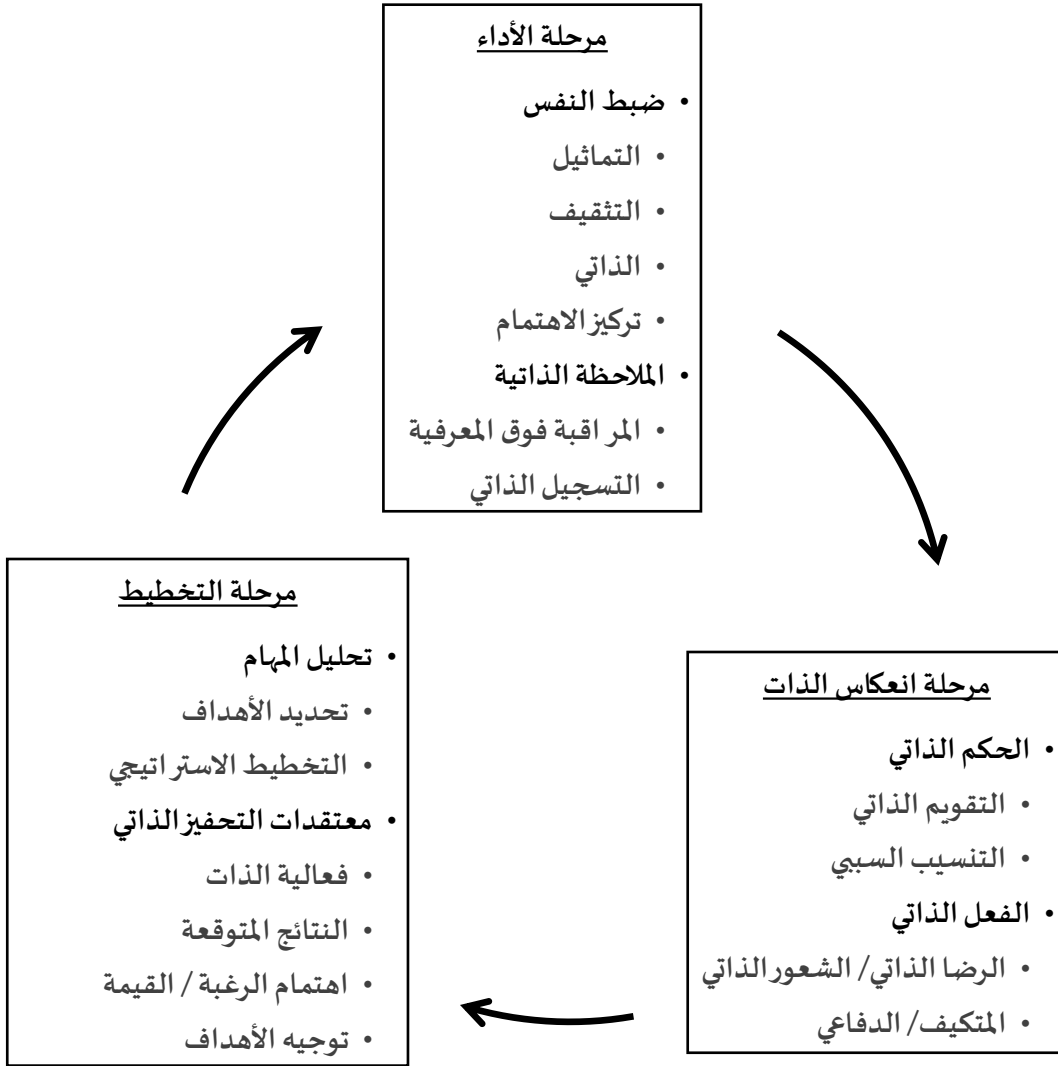 مرحلة الأداء
• ضبط النفس
• التماثيل
• التثقيف
• الذاتي
• تركيز الاهتمام
• الملاحظة الذاتية
• المراقبة فوق المعرفية
• التسجيل الذاتي
مرحلة التخطيط
• تحليل المهام
• تحديد الأهداف
• التخطيط الاستراتيجي
• معتقدات التحفيز الذاتي
• فعالية الذات
• النتائج المتوقعة
• اهتمام الرغبة / القيمة
• توجيه الأهداف
مرحلة انعكاس الذات
• الحكم الذاتي
• التقويم الذاتي
• التنسيب السببي
• الفعل الذاتي
• الرضا الذاتي/ الشعور الذاتي
• المتكيف/ الدفاعي